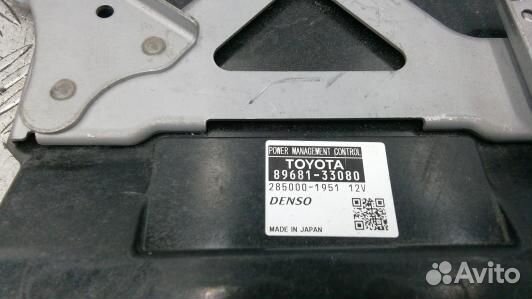 POWER MANAGEMENT CONTROL
TOYOTA
89681-33080
285000-1951 12V
DENSO
MADE IN JAPAN
Avito